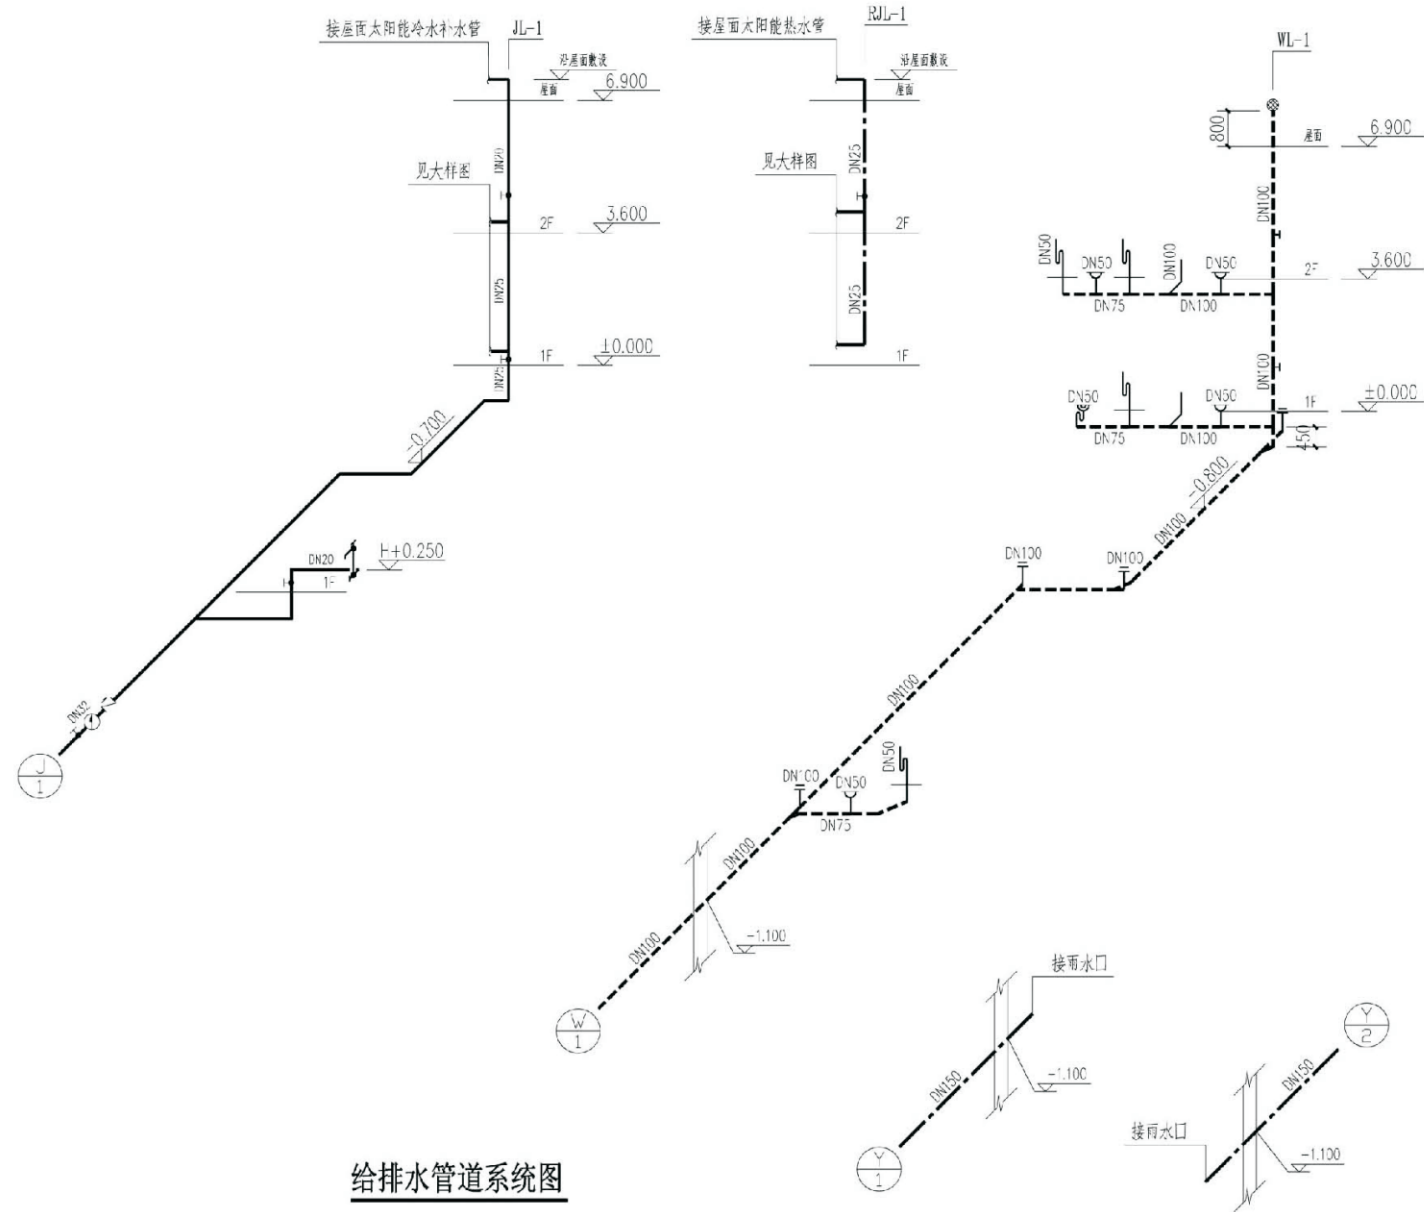 接屋面太阳能冷水补水管
JL-1
沿屋面敷设
屋面
6.900
DN20
见大样图
2F
3.600
DN25
1F
±0.000
DN25
-0.700
DN20
H+0.250
1F
DN32
J
1
接屋面太阳能热水管
RJL-1
沿屋面敷设
屋面
DN25
见大样图
2F
DN25
1F
WL-1
800
屋面
6.900
DN100
DN50
DN50
DN100
DN50
2F
3.600
DN75
DN100
DN100
DN50
DN50
1F
±0.000
DN75
DN100
450
-0.800
DN100
DN100
DN100
DN100
DN100
DN50
DN50
DN75
DN100
DN100
-1.100
W
1
接雨水口
DN150
-1.100
Y
1
Y
2
DN150
接雨水口
-1.100
给排水管道系统图